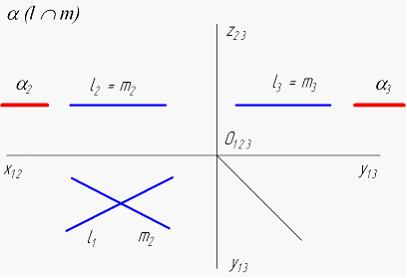 α (l ∩ m)
z₂₃
α₂
l₂ = m₂
l₃ = m₃
α₃
O₁₂₃
x₁₂
y₁₃
l₁
m₂
y₁₃